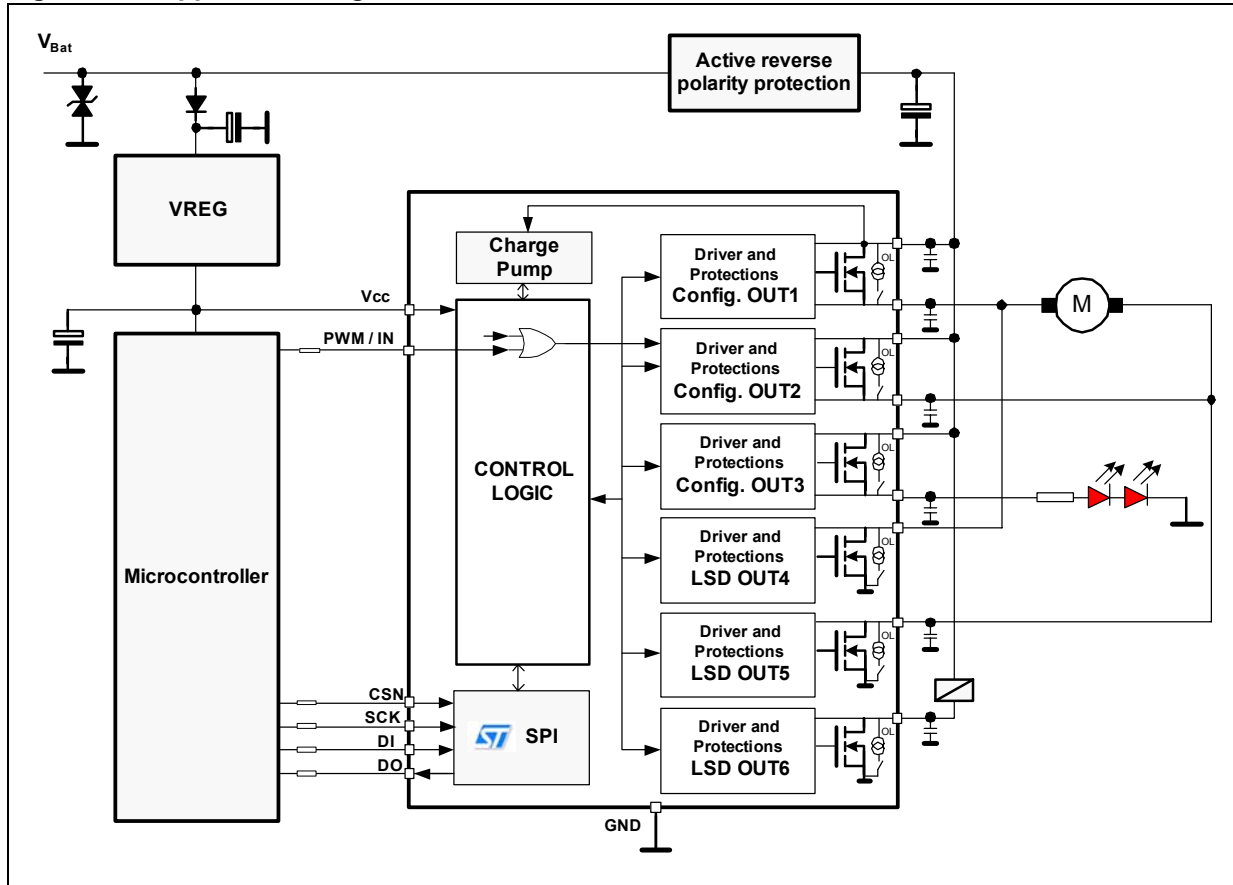 VBat
Active reverse
polarity protection
VREG
Charge
Pump
Driver and
Protections
Config. OUT1
OL
Vcc
M
PWM / IN
Driver and
Protections
Config. OUT2
OL
CONTROL
LOGIC
Driver and
Protections
Config. OUT3
OL
Microcontroller
Driver and
Protections
LSD OUT4
OL
Driver and
Protections
LSD OUT5
OL
CSN
SCK
DI
DO
ST SPI
Driver and
Protections
LSD OUT6
OL
GND